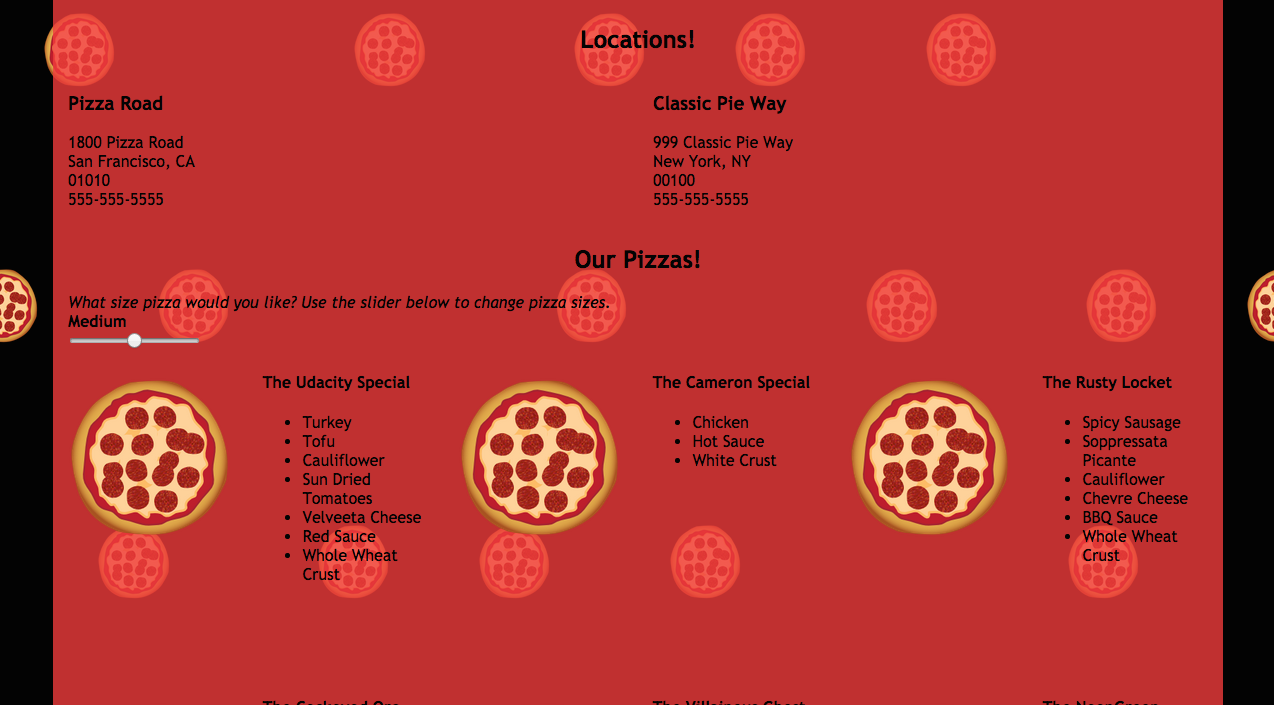 Locations!
Pizza Road
1800 Pizza Road
San Francisco, CA
01010
555-555-5555
Classic Pie Way
999 Classic Pie Way
New York, NY
00100
555-555-5555
Our Pizzas!
What size pizza would you like? Use the slider below to change pizza sizes.
Medium
The Udacity Special
Turkey
Tofu
Cauliflower
Sun Dried
Tomatoes
Velveeta Cheese
Red Sauce
Whole Wheat
Crust
The Cameron Special
Chicken
Hot Sauce
White Crust
The Rusty Locket
Spicy Sausage
Soppressata
Picante
Cauliflower
Chevre Cheese
BBQ Sauce
Whole Wheat
Crust
The
The
The